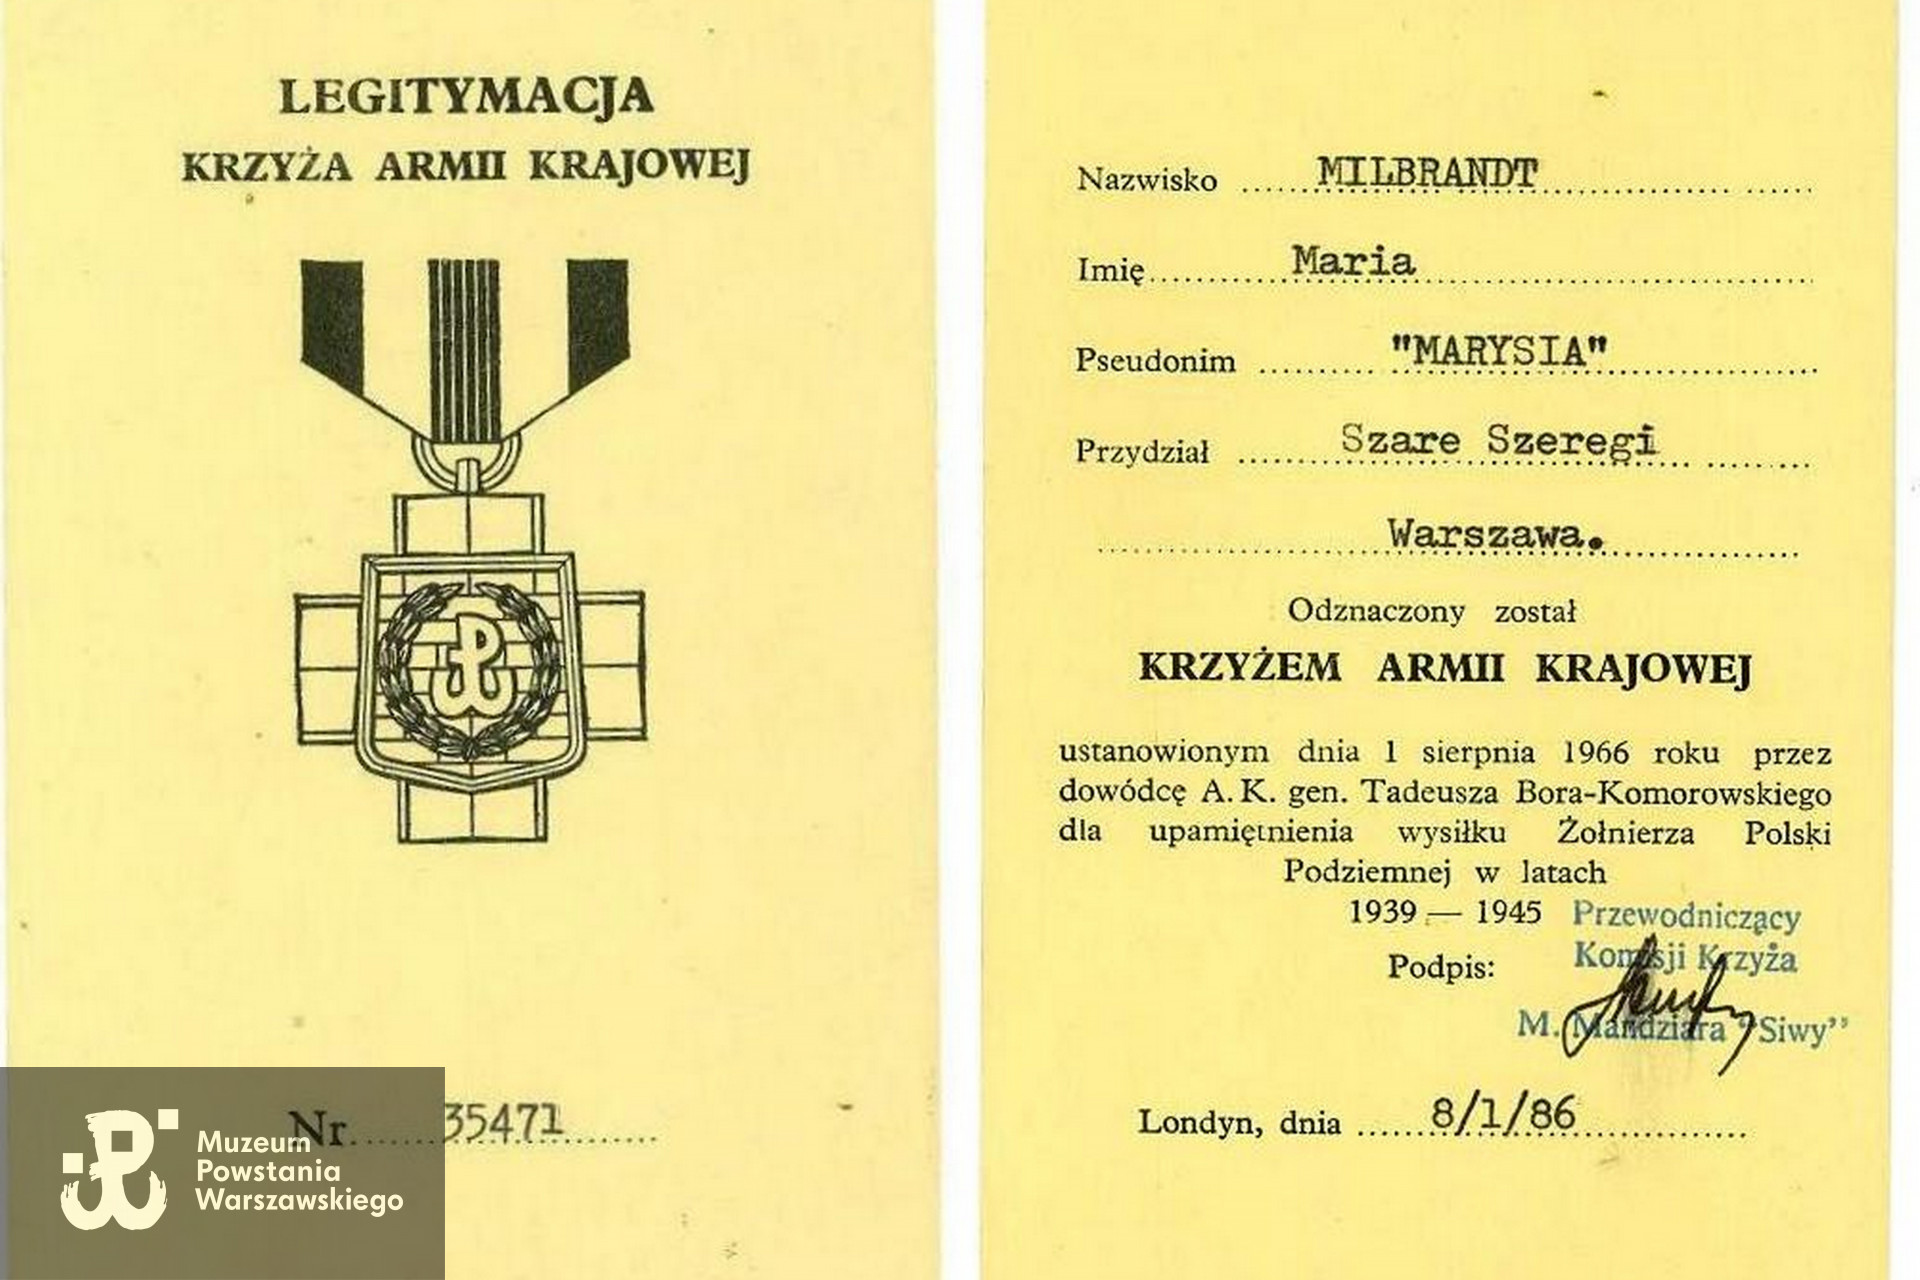 LEGITYMACJA
KRZYŻA ARMII KRAJOWEJ
Nr. 35471
Muzeum
Powstania
Warszawskiego
Nazwisko MILBRANDT
Imię Maria
Pseudonim "MARYSIA"
Przydział Szare Szeregi
Warszawa.
Odznaczony został
KRZYŻEM ARMII KRAJOWEJ
ustanowionym dnia 1 sierpnia 1966 roku przez
dowódcę A. K. gen. Tadeusza Bora-Komorowskiego
dla upamiętnienia wysiłku Żołnierza Polski
Podziemnej w latach
1939 — 1945 Przewodniczący
Komisji Krzyża
Podpis:
M. Mandziara "Siwy"
Londyn, dnia 8/1/86